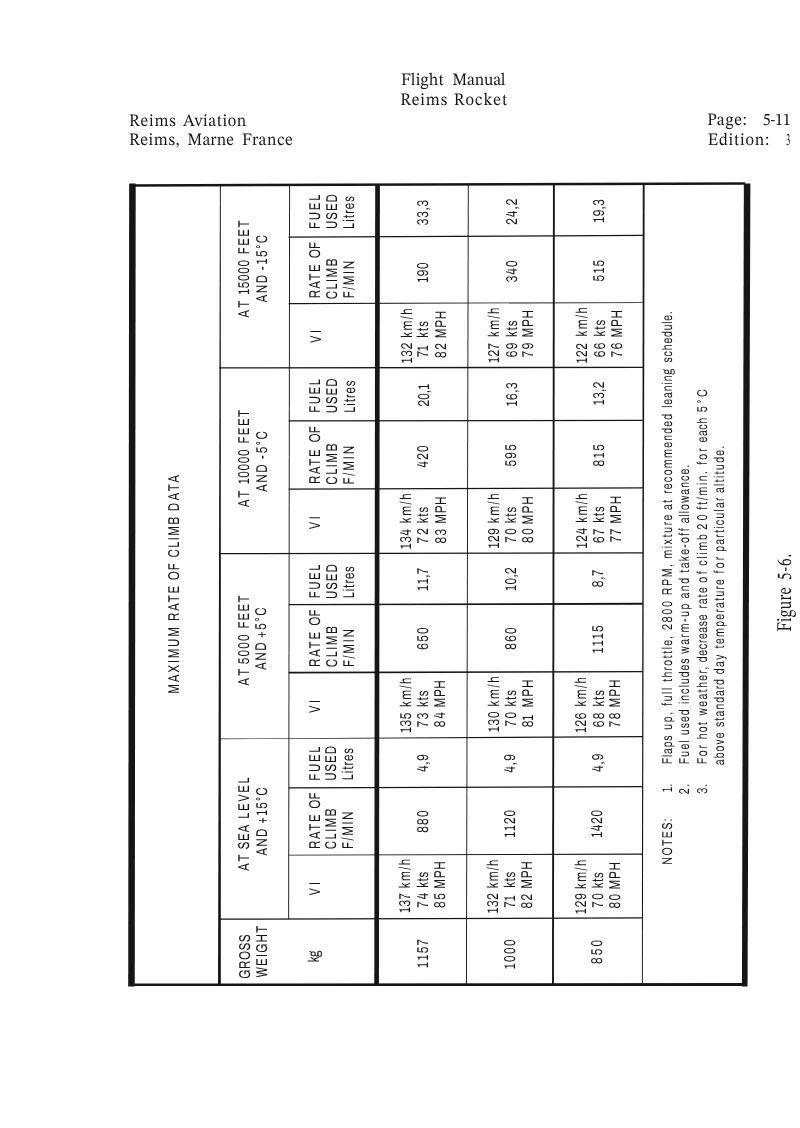 Flight Manual
Reims Rocket
Reims Aviation
Reims, Marne France
Page: 5-11
Edition: 3
MAXIMUM RATE OF CLIMB DATA
GROSS WEIGHT AT SEA LEVEL AND +15°C AT 5000 FEET AND +5°C AT 10000 FEET AND -5°C AT 15000 FEET AND -15°C
kg VI RATE OF CLIMB F/MIN FUEL USED Litres VI RATE OF CLIMB F/MIN FUEL USED Litres VI RATE OF CLIMB F/MIN FUEL USED Litres VI RATE OF CLIMB F/MIN FUEL USED Litres
1157 137 km/h 74 kts 85 MPH 880 4,9 135 km/h 73 kts 84 MPH 650 11,7 134 km/h 72 kts 83 MPH 420 20,1 132 km/h 71 kts 82 MPH 190 33,3
1000 132 km/h 71 kts 82 MPH 1120 4,9 130 km/h 70 kts 81 MPH 860 10,2 129 km/h 70 kts 80 MPH 595 16,3 127 km/h 69 kts 79 MPH 340 24,2
850 129 km/h 70 kts 80 MPH 1420 4,9 126 km/h 68 kts 78 MPH 1115 8,7 124 km/h 67 kts 77 MPH 815 13,2 122 km/h 66 kts 76 MPH 515 19,3
NOTES: 1. Flaps up, full throttle, 2800 RPM, mixture at recommended leaning schedule.
2. Fuel used includes warm-up and take-off allowance.
3. For hot weather, decrease rate of climb 20 ft/min. for each 5°C
above standard day temperature for particular altitude.
Figure 5-6.